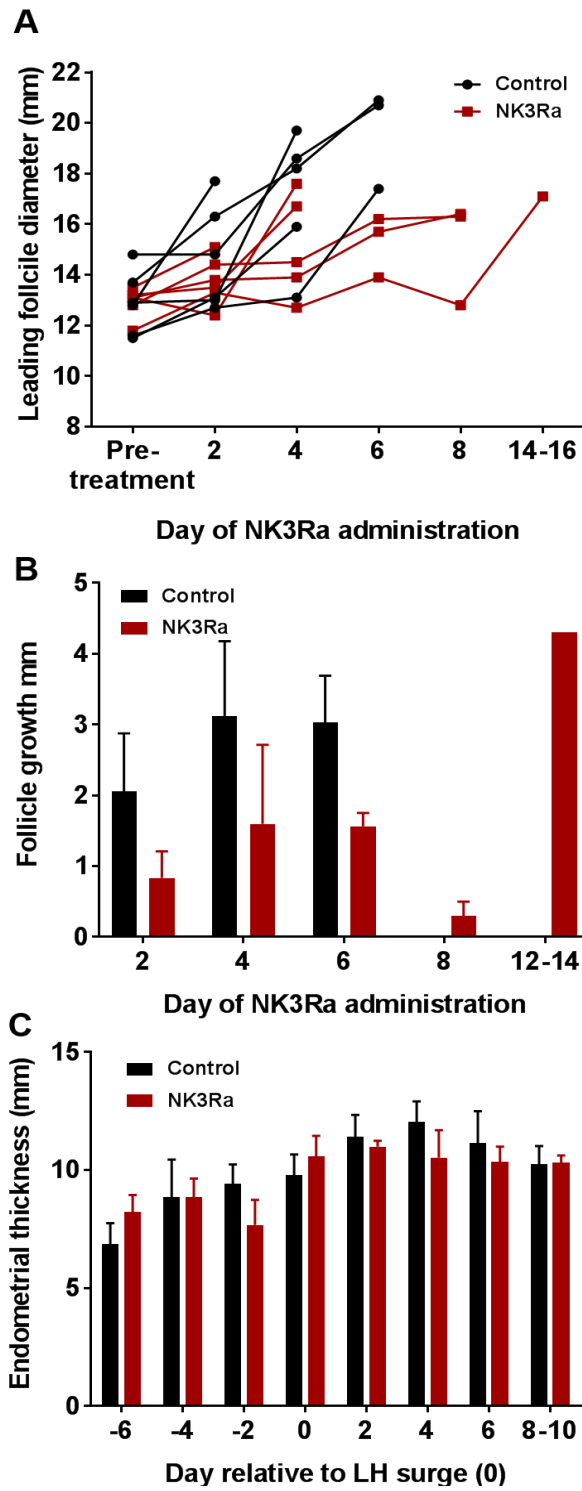 A
Leading follcile diameter (mm)
22
20
18
16
14
12
10
8
Control
NK3Ra
Pre-
treatment
2
4
6
8
14-16
Day of NK3Ra administration
B
Follicle growth mm
5
4
3
2
1
0
Control
NK3Ra
2
4
6
8
12-14
Day of NK3Ra administration
C
Endometrial thickness (mm)
15
10
5
0
Control
NK3Ra
-6
-4
-2
0
2
4
6
8-10
Day relative to LH surge (0)